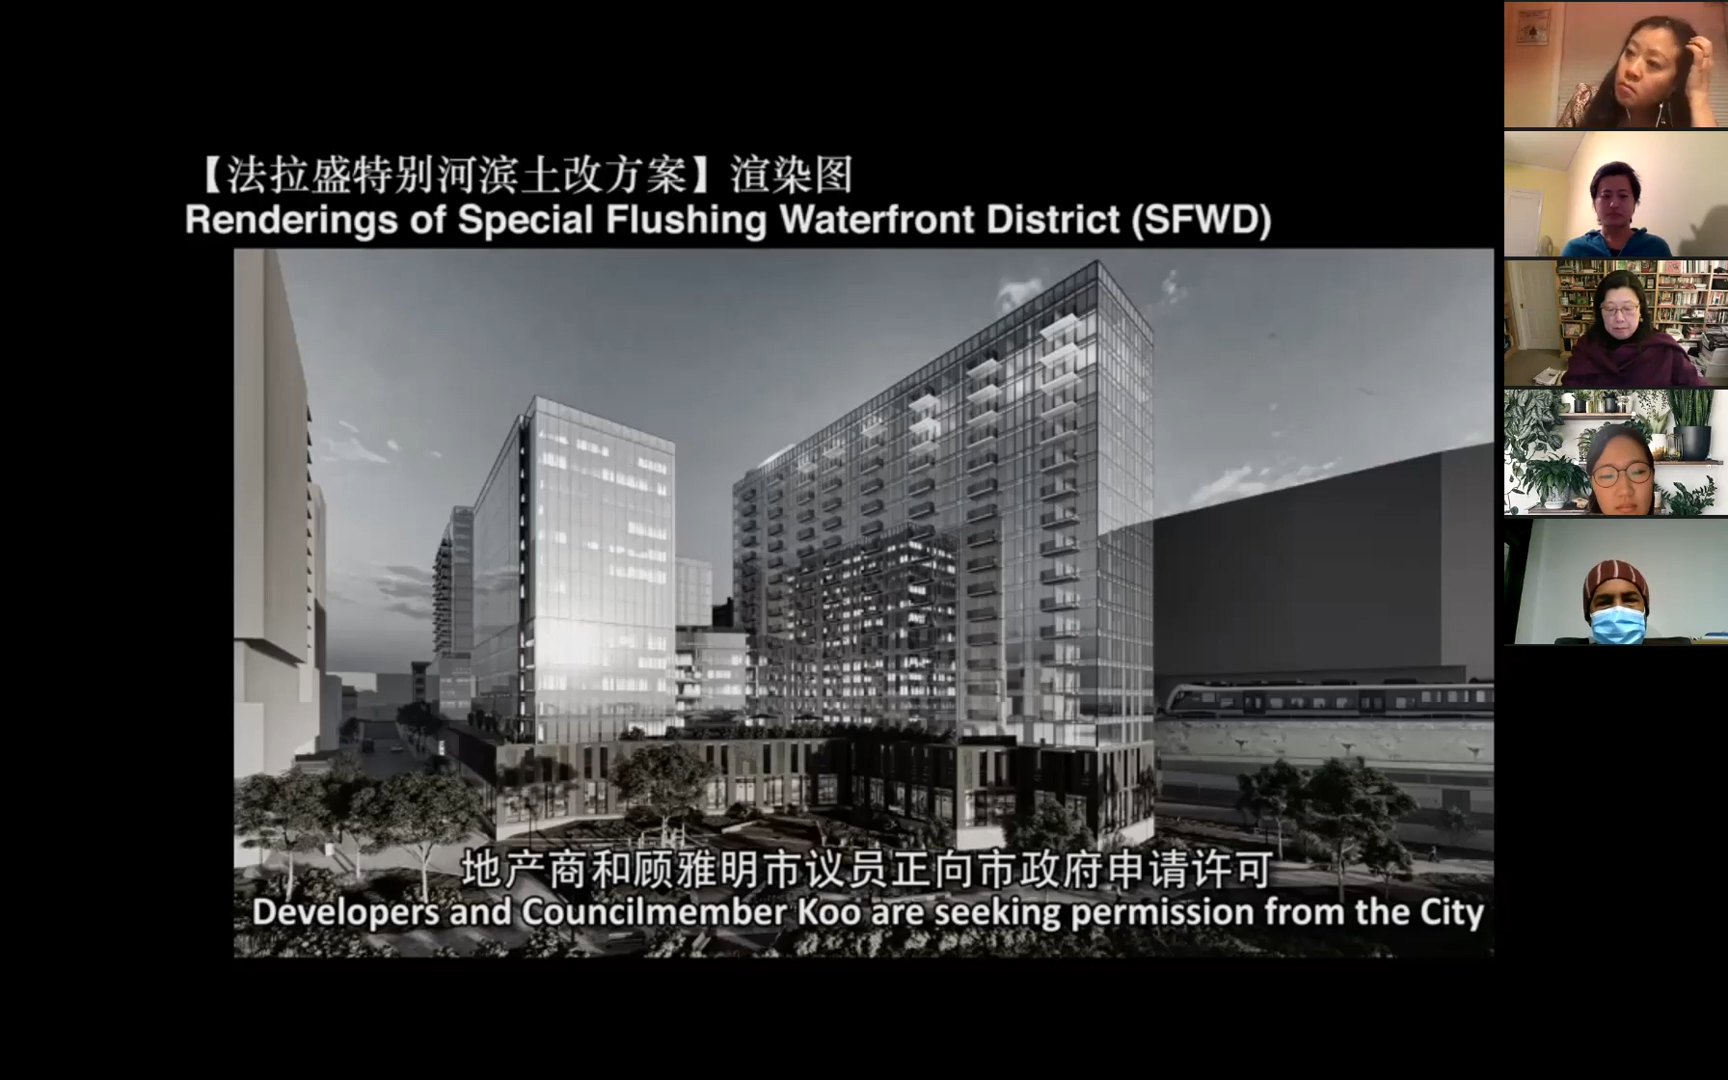 【法拉盛特别河滨土改方案】渲染图
Renderings of Special Flushing Waterfront District (SFWD)
地产商和顾雅明市议员正向市政府申请许可
Developers and Councilmember Koo are seeking permission from the City